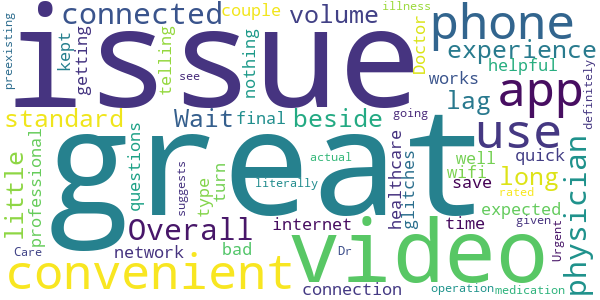 preexisting
connected
couple
volume
illness
phone
issue
kept
getting
telling
nothing
Doctor
experience
helpful
see
works
app
definitely
standard
Wait
final
beside
lag
great
use
quick
little
professional
questions
suggests
type
turn
actual
going
literally
healthcare
glitches
well
wifi
save
long
rated
physician
Overall
internet
video
time
expected
given
Urgent
convenient
Care
network
bad
Dr
connection
operation
medication